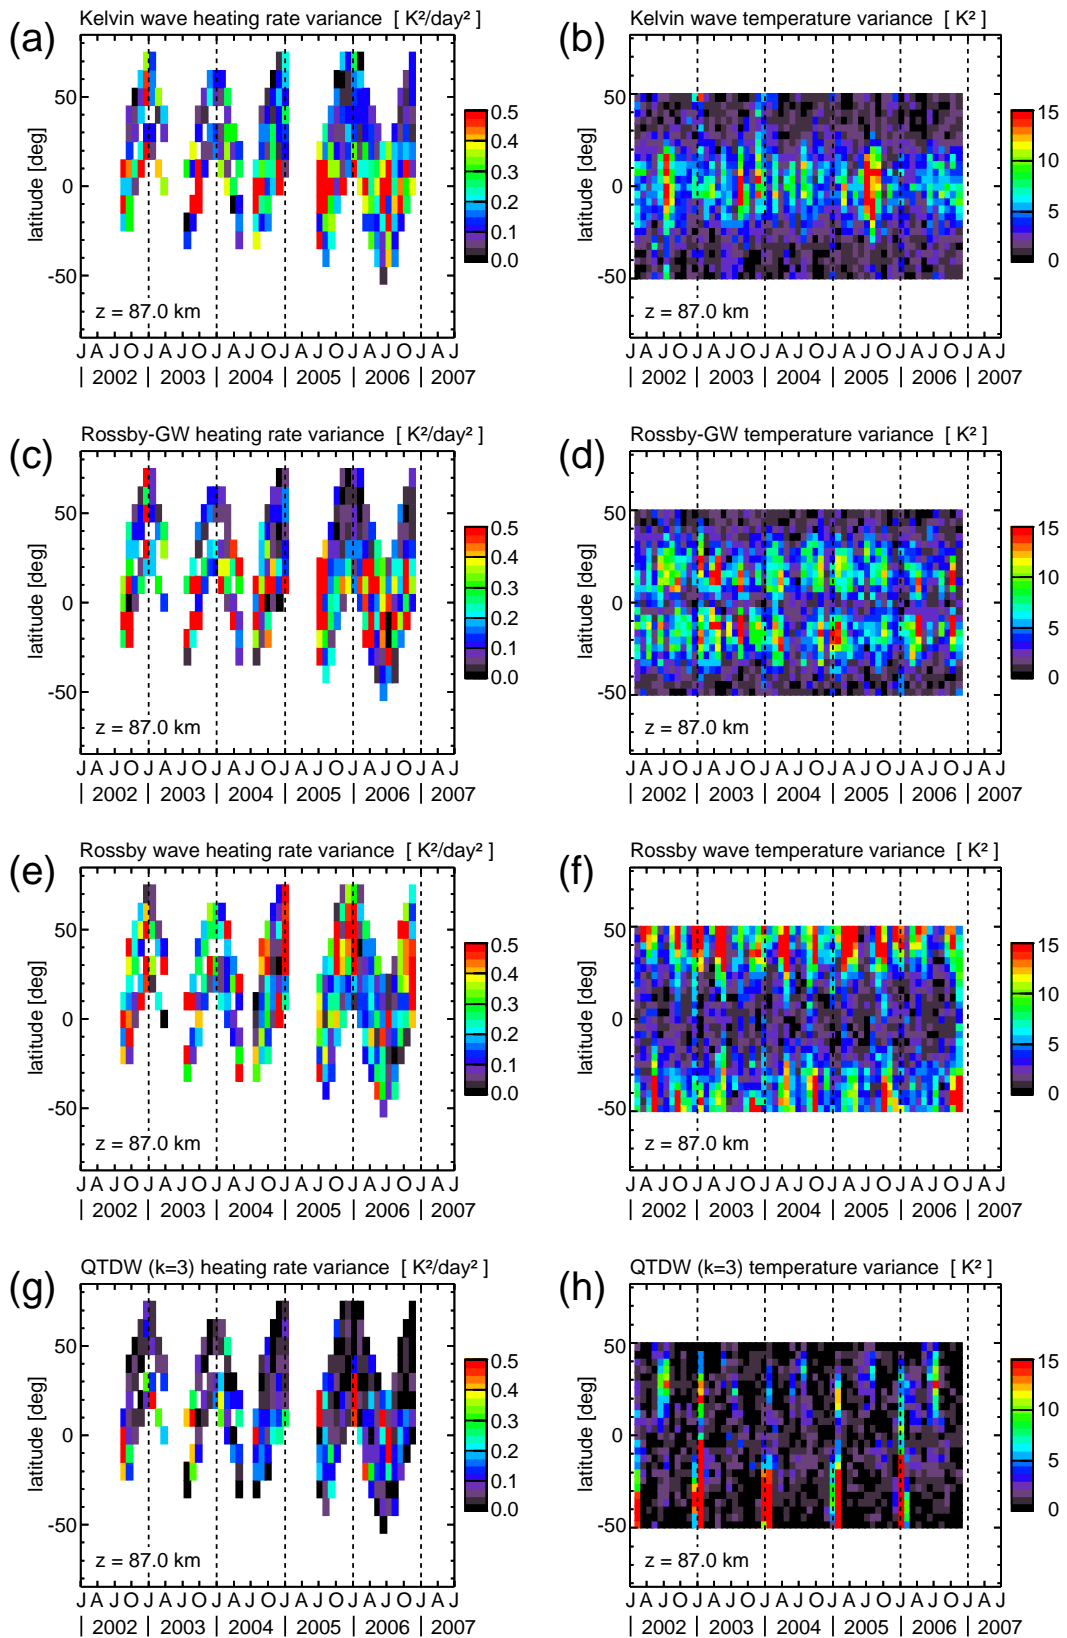 (a) Kelvin wave heating rate variance [ K²/day² ]
latitude [deg]
50
0
-50
z = 87.0 km
0.5
0.4
0.3
0.2
0.1
0.0
J A J O J A J O J A J O J A J O J A J O J A J
| 2002 | 2003 | 2004 | 2005 | 2006 | 2007
(b) Kelvin wave temperature variance [ K² ]
latitude [deg]
50
0
-50
z = 87.0 km
15
10
5
0
J A J O J A J O J A J O J A J O J A J O J A J
| 2002 | 2003 | 2004 | 2005 | 2006 | 2007
(c) Rossby-GW heating rate variance [ K²/day² ]
latitude [deg]
50
0
-50
z = 87.0 km
0.5
0.4
0.3
0.2
0.1
0.0
J A J O J A J O J A J O J A J O J A J O J A J
| 2002 | 2003 | 2004 | 2005 | 2006 | 2007
(d) Rossby-GW temperature variance [ K² ]
latitude [deg]
50
0
-50
z = 87.0 km
15
10
5
0
J A J O J A J O J A J O J A J O J A J O J A J
| 2002 | 2003 | 2004 | 2005 | 2006 | 2007
(e) Rossby wave heating rate variance [ K²/day² ]
latitude [deg]
50
0
-50
z = 87.0 km
0.5
0.4
0.3
0.2
0.1
0.0
J A J O J A J O J A J O J A J O J A J O J A J
| 2002 | 2003 | 2004 | 2005 | 2006 | 2007
(f) Rossby wave temperature variance [ K² ]
latitude [deg]
50
0
-50
z = 87.0 km
15
10
5
0
J A J O J A J O J A J O J A J O J A J O J A J
| 2002 | 2003 | 2004 | 2005 | 2006 | 2007
(g) QTDW (k=3) heating rate variance [ K²/day² ]
latitude [deg]
50
0
-50
z = 87.0 km
0.5
0.4
0.3
0.2
0.1
0.0
J A J O J A J O J A J O J A J O J A J O J A J
| 2002 | 2003 | 2004 | 2005 | 2006 | 2007
(h) QTDW (k=3) temperature variance [ K² ]
latitude [deg]
50
0
-50
z = 87.0 km
15
10
5
0
J A J O J A J O J A J O J A J O J A J O J A J
| 2002 | 2003 | 2004 | 2005 | 2006 | 2007